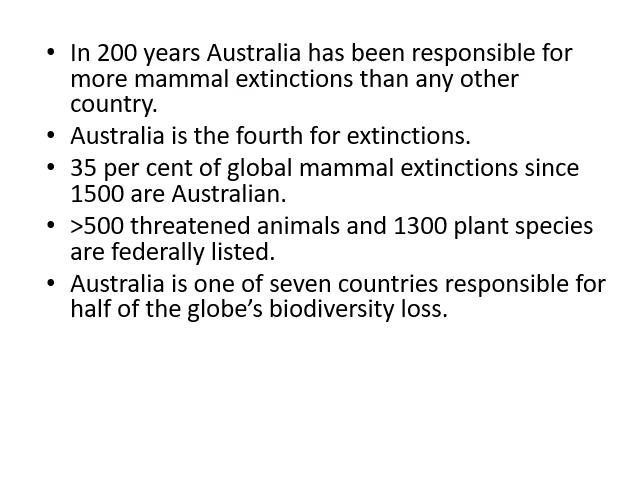 • In 200 years Australia has been responsible for
more mammal extinctions than any other
country.
• Australia is the fourth for extinctions.
• 35 per cent of global mammal extinctions since
1500 are Australian.
• >500 threatened animals and 1300 plant species
are federally listed.
• Australia is one of seven countries responsible for
half of the globe’s biodiversity loss.